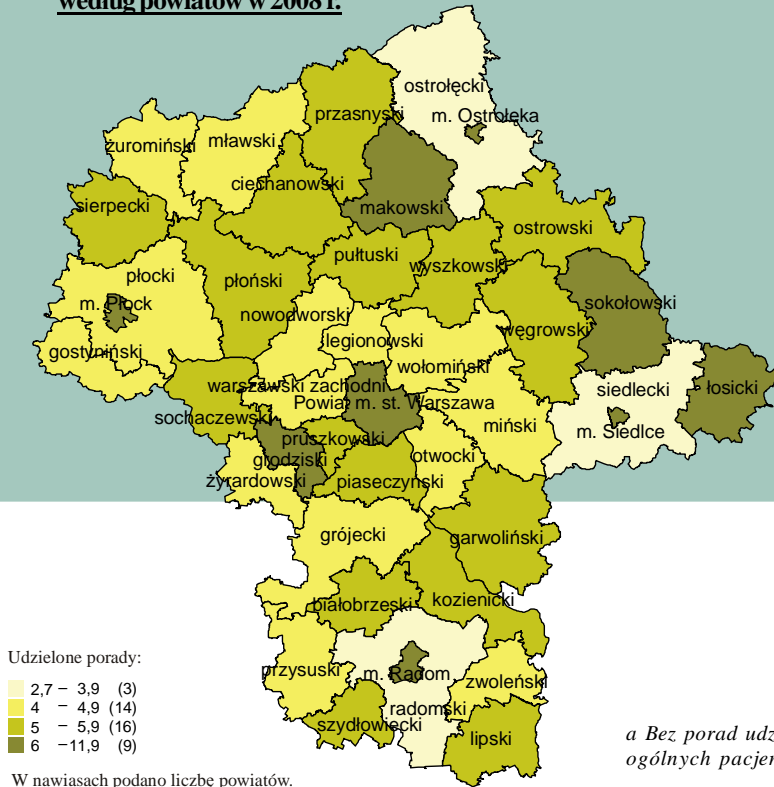 według powiatów w 2008 r.
ostrołęcki
przasnyski
m. Ostrołęka
żuromiński
mławski
ciechanowski
sierpecki
makowski
ostrowski
pułtuski
wyszkowski
płocki
płoński
sokołowski
m. Płock
nowodworski
węgrowski
legionowski
gostyniński
wołomiński
warszawski zachodni
siedlecki
łosicki
Powia m. st. Warszawa
sochaczewski
miński
m. Siedlce
pruszkowski
grodziski
otwocki
żyrardowski
piaseczyński
grójecki
garwoliński
białobrzeski
kozienicki
przysuski
m. Radom
zwoleński
radomski
szydłowiecki
lipski
Udzielone porady:
2,7 – 3,9 (3)
4 – 4,9 (14)
5 – 5,9 (16)
6 –11,9 (9)
W nawiasach podano liczbę powiatów.
a Bez porad udz
ogólnych pacjen